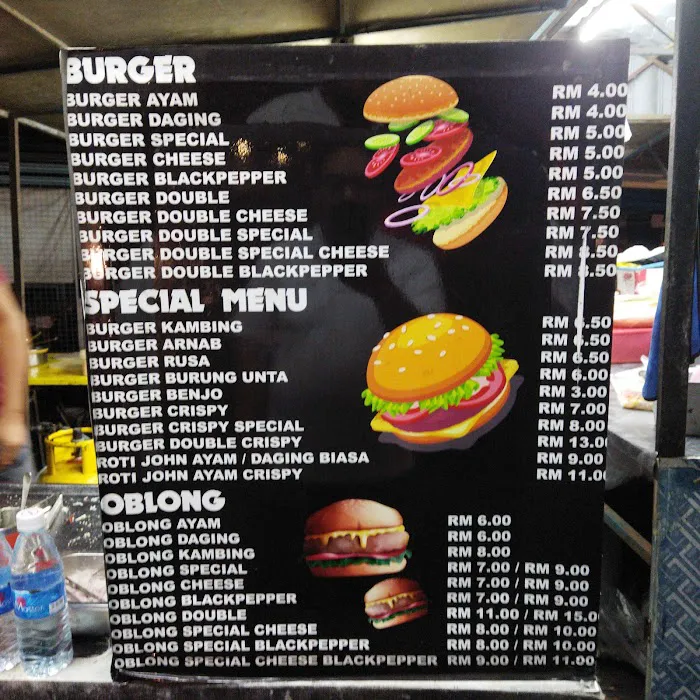 BURGER
BURGER AYAM RM 4.00
BURGER DAGING RM 4.00
BURGER SPECIAL RM 5.00
BURGER CHEESE RM 5.00
BURGER BLACKPEPPER RM 5.00
BURGER DOUBLE RM 6.50
BURGER DOUBLE CHEESE RM 7.50
BURGER DOUBLE SPECIAL RM 7.50
BURGER DOUBLE SPECIAL CHEESE RM 8.50
BURGER DOUBLE BLACKPEPPER RM 8.50
SPECIAL MENU
BURGER KAMBING RM 6.50
BURGER ARNAB RM 6.50
BURGER RUSA RM 6.50
BURGER BURUNG UNTA RM 6.00
BURGER BENJO RM 3.00
BURGER CRISPY RM 7.00
BURGER CRISPY SPECIAL RM 8.00
BURGER DOUBLE CRISPY RM 13.0
ROTI JOHN AYAM / DAGING BIASA RM 9.00
ROTI JOHN AYAM CRISPY RM 11.0
OBLONG
OBLONG AYAM RM 6.00
OBLONG DAGING RM 6.00
OBLONG KAMBING RM 8.00
OBLONG SPECIAL RM 7.00 / RM 9.00
OBLONG CHEESE RM 7.00 / RM 9.00
OBLONG BLACKPEPPER RM 7.00 / RM 9.00
OBLONG DOUBLE RM 11.00 / RM 15.0
OBLONG SPECIAL CHEESE RM 8.00 / RM 10.00
OBLONG SPECIAL BLACKPEPPER RM 8.00 / RM 10.00
OBLONG SPECIAL CHEESE BLACKPEPPER RM 9.00 / RM 11.00